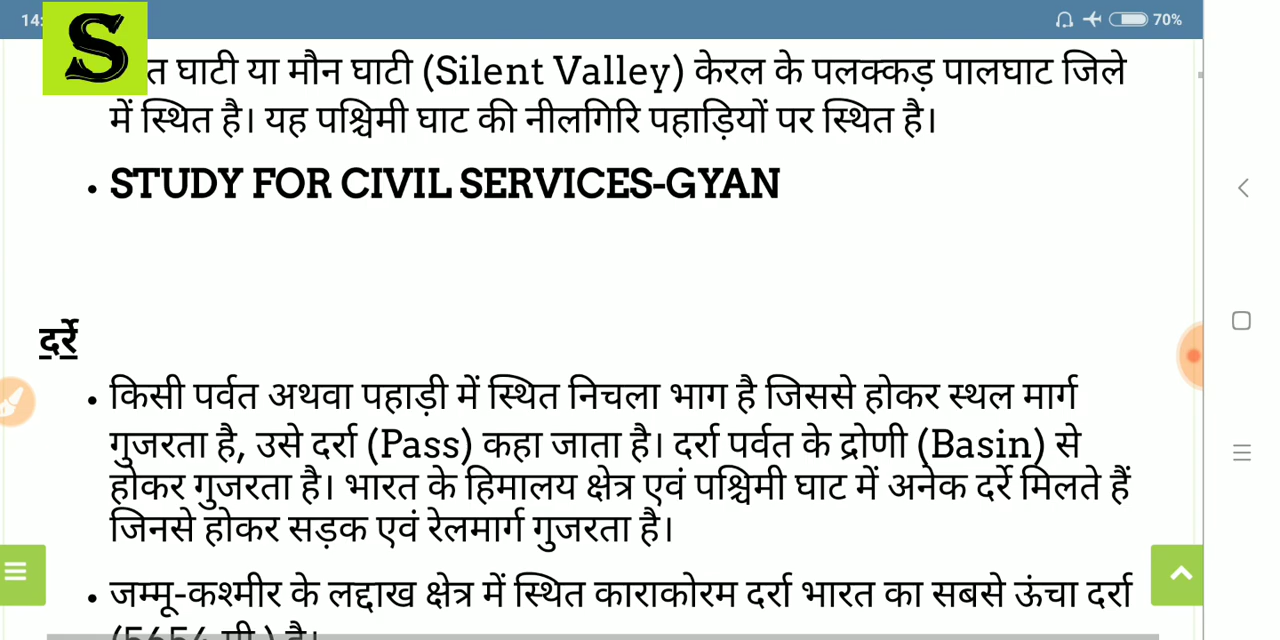 14:
70%
S
त घाटी या मौन घाटी (Silent Valley) केरल के पलक्कड़ पालघाट जिले
में स्थित है। यह पश्चिमी घाट की नीलगिरि पहाड़ियों पर स्थित है।
• STUDY FOR CIVIL SERVICES-GYAN
दर्रे
• किसी पर्वत अथवा पहाड़ी में स्थित निचला भाग है जिससे होकर स्थल मार्ग
गुजरता है, उसे दर्रा (Pass) कहा जाता है। दर्रा पर्वत के द्रोणी (Basin) से
होकर गुजरता है। भारत के हिमालय क्षेत्र एवं पश्चिमी घाट में अनेक दर्रे मिलते हैं
जिनसे होकर सड़क एवं रेलमार्ग गुजरता है।
• जम्मू-कश्मीर के लद्दाख क्षेत्र में स्थित काराकोरम दर्रा भारत का सबसे ऊंचा दर्रा
(5654 मी.) है।